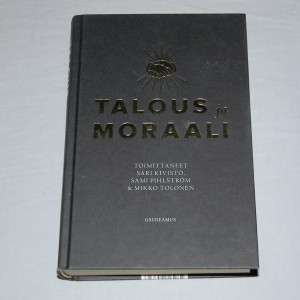 TALOUS ja
MORAALI
TOIMITTANEET
SARI KIVISTÖ,
SAMI PIHLSTRÖM
& MIKKO TOLONEN
GAUDEAMUS